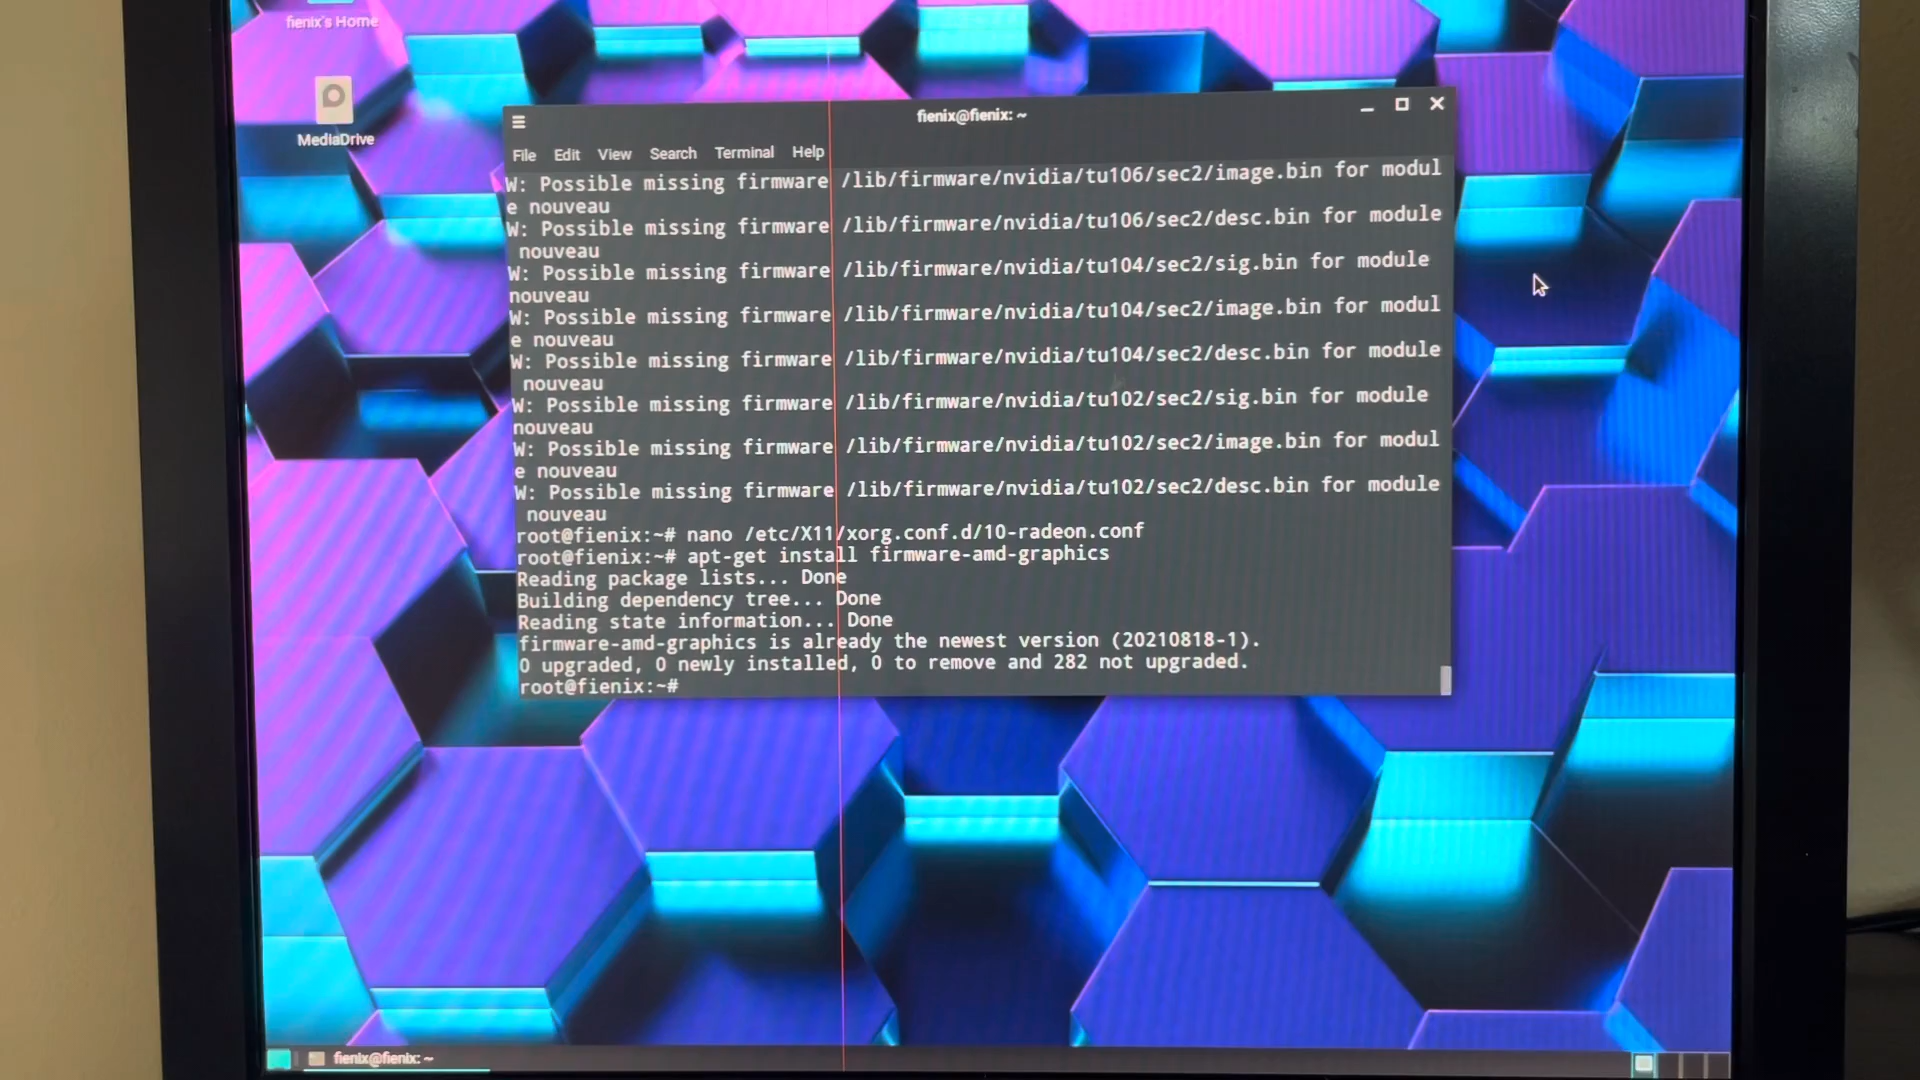 fienix's Home
MediaDrive
fienix@fienix: ~
File Edit View Search Terminal Help
W: Possible missing firmware /lib/firmware/nvidia/tu106/sec2/image.bin for modul
e nouveau
W: Possible missing firmware /lib/firmware/nvidia/tu106/sec2/desc.bin for module
nouveau
W: Possible missing firmware /lib/firmware/nvidia/tu104/sec2/sig.bin for module
nouveau
W: Possible missing firmware /lib/firmware/nvidia/tu104/sec2/image.bin for modul
e nouveau
W: Possible missing firmware /lib/firmware/nvidia/tu104/sec2/desc.bin for module
nouveau
W: Possible missing firmware /lib/firmware/nvidia/tu102/sec2/sig.bin for module
nouveau
W: Possible missing firmware /lib/firmware/nvidia/tu102/sec2/image.bin for modul
e nouveau
W: Possible missing firmware /lib/firmware/nvidia/tu102/sec2/desc.bin for module
nouveau
root@fienix:~# nano /etc/X11/xorg.conf.d/10-radeon.conf
root@fienix:~# apt-get install firmware-amd-graphics
Reading package lists... Done
Building dependency tree... Done
Reading state information... Done
firmware-amd-graphics is already the newest version (20210818-1).
0 upgraded, 0 newly installed, 0 to remove and 282 not upgraded.
root@fienix:~#
fienix@fienix: ~